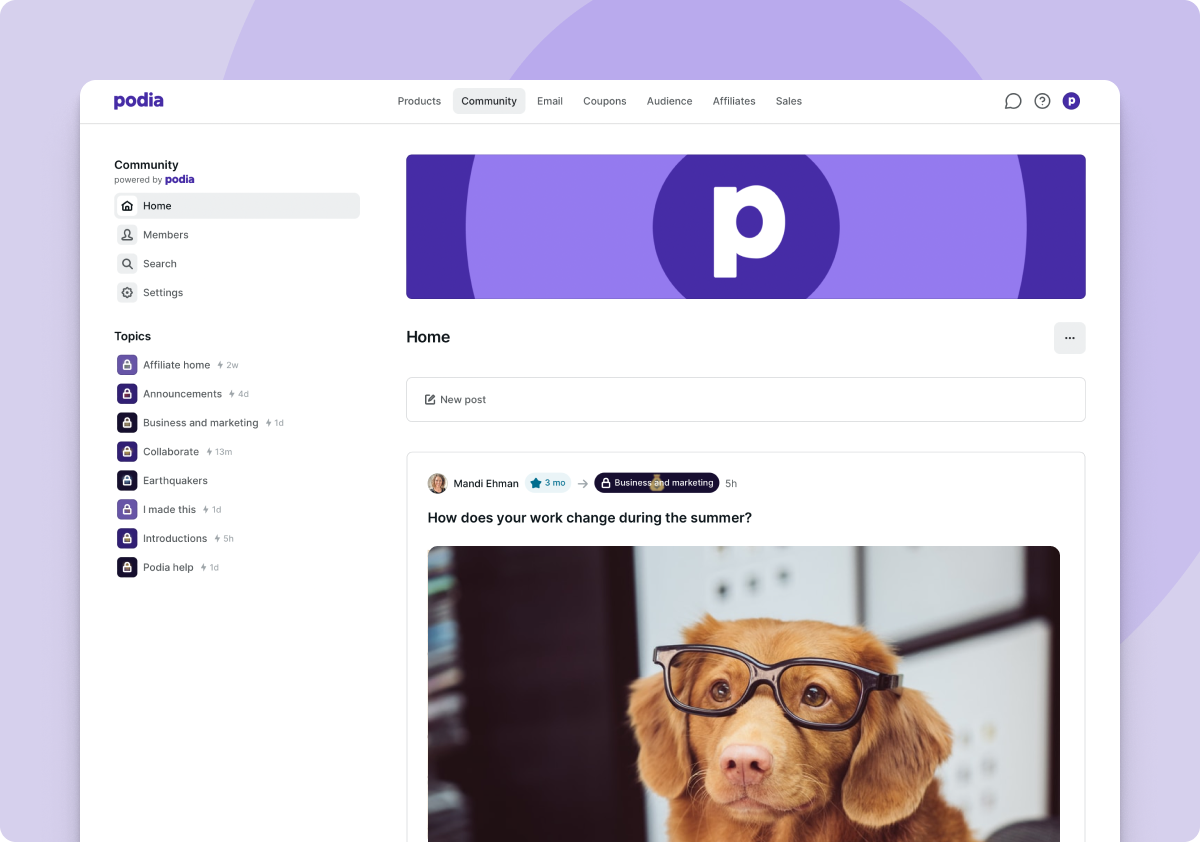 podia
Products Community Email Coupons Audience Affiliates Sales
p
Community
powered by podia
Home
Members
Search
Settings
Topics
Affiliate home 2w
Announcements 4d
Business and marketing 1d
Collaborate 13m
Earthquakers
I made this 1d
Introductions 5h
Podia help 1d
p
Home
New post
Mandi Ehman 3 mo → Business and marketing 5h
How does your work change during the summer?